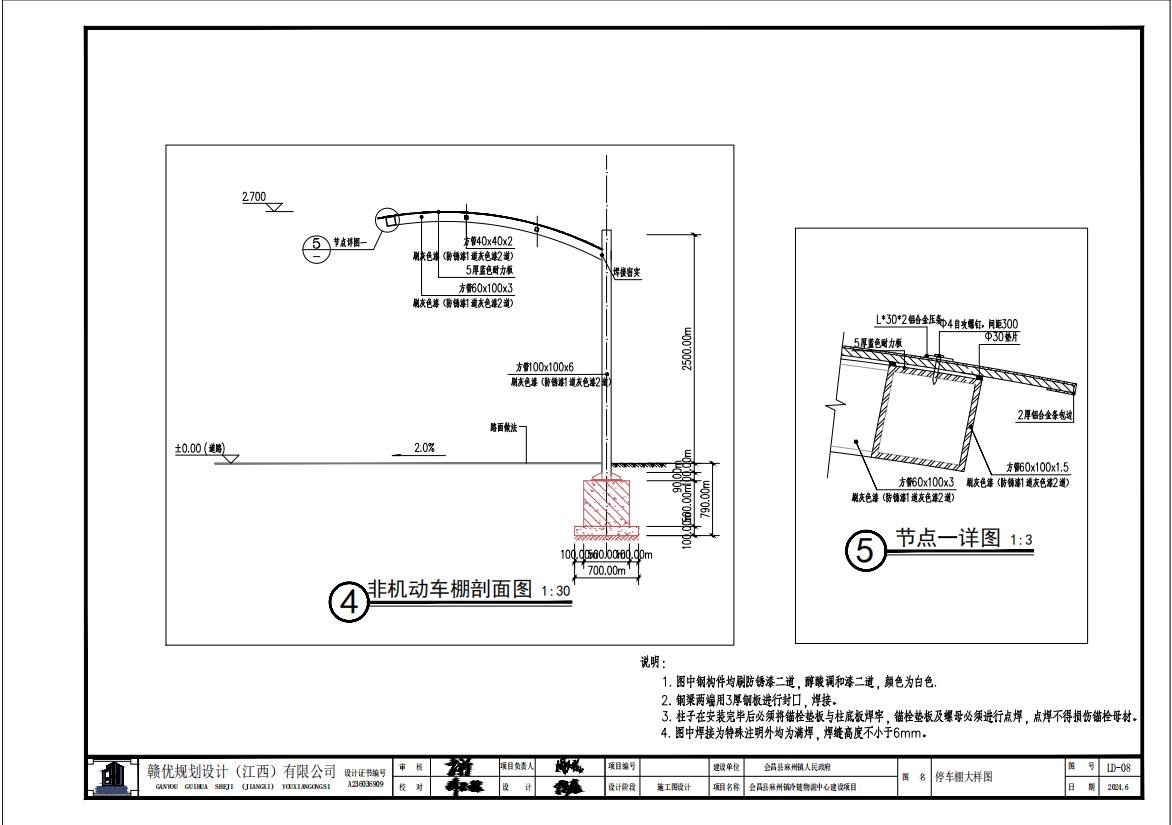 2.700
5
—
节点详图一
方管40x40x2
刷灰色漆（防锈漆1道灰色漆2道）
5厚蓝色耐力板
方管60x100x3
刷灰色漆（防锈漆1道灰色漆2道）
焊接密实
2500.00m
方管100x100x6
刷灰色漆（防锈漆1道灰色漆2道）
路面做法
±0.00（道路）
2.0%
790.00m
700.00m
4
非机动车棚剖面图 1:30
L*30*2铝合金压条
Φ4自攻螺钉，间距300
Φ30垫片
5厚蓝色耐力板
2厚铝合金条包边
方管60x100x1.5
刷灰色漆（防锈漆1道灰色漆2道）
方管60x100x3
刷灰色漆（防锈漆1道灰色漆2道）
5
节点一详图 1:3
说明：
1. 图中钢构件均刷防锈漆二道，醇酸调和漆二道，颜色为白色.
2. 钢梁两端用3厚钢板进行封口，焊接。
3. 柱子在安装完毕后必须将锚栓垫板与柱底板焊牢，锚栓垫板及螺母必须进行点焊，点焊不得损伤锚栓母材。
4. 图中焊接为特殊注明外均为满焊，焊缝高度不小于6mm。
赣优规划设计（江西）有限公司
GANYOU GUIHUA SHEJI (JIANGXI) YOUXIANGONGSI
设计证书编号
A236036909
审 核
校 对
项目负责人
设 计
项目编号
设计阶段
施工图设计
建设单位
会昌县麻州镇人民政府
项目名称
会昌县麻州镇冷链物流中心建设项目
图 名
停车棚大样图
图 号
LD-08
日 期
2024.6